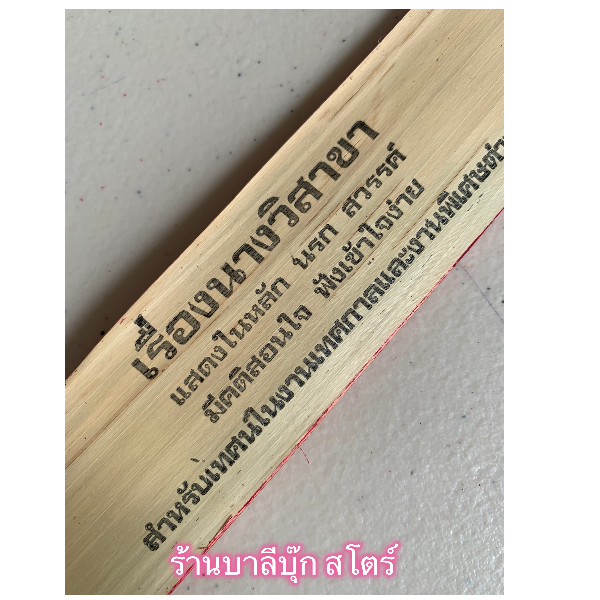 เรื่องนางวิสาขา
แสดงในหลัก นรก สวรรค์
มีคติสอนใจ ฟังเข้าใจง่าย
สำหรับเทศนในงานเทศกาลและงานพิเศษ
ร้านบาลีบุ๊ก สโตร์